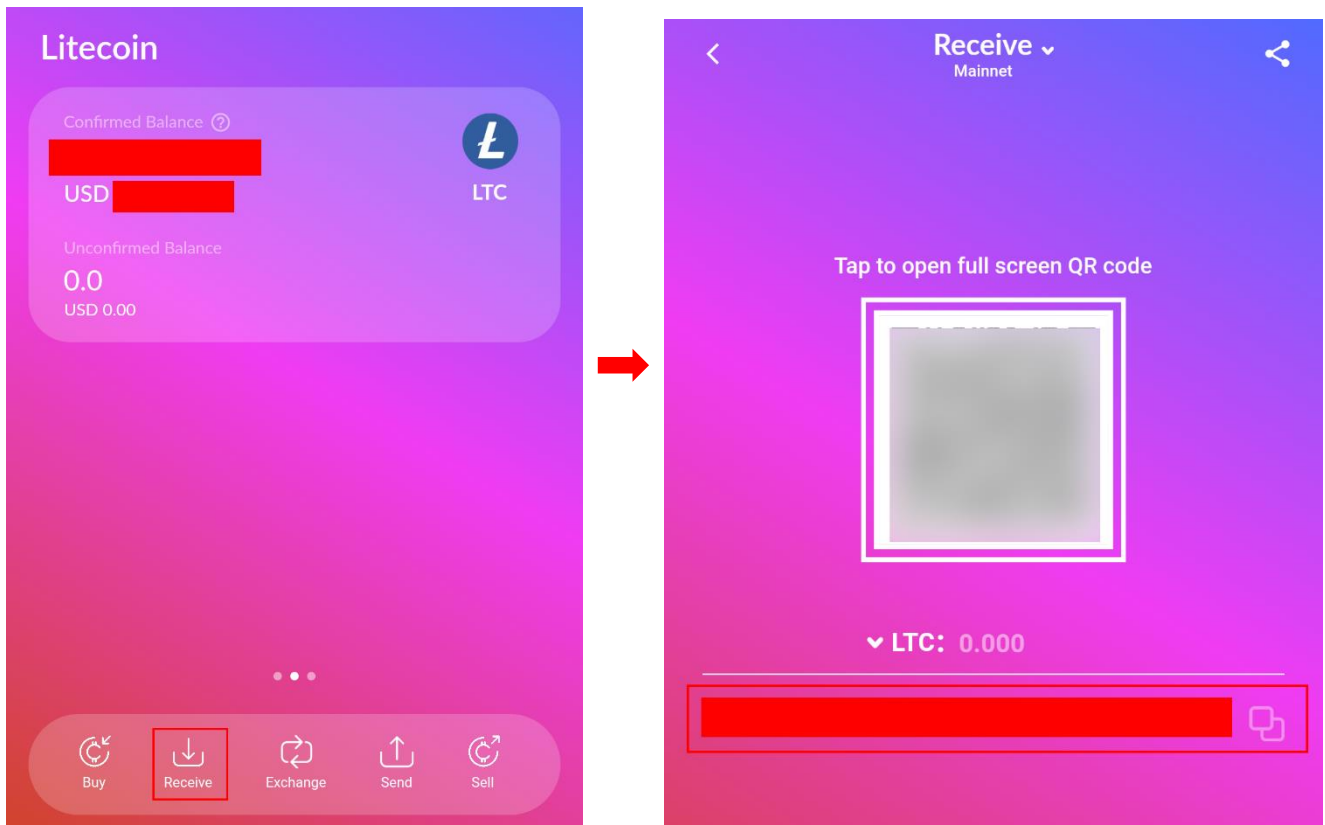 Litecoin
Confirmed Balance ?
USD
LTC
Unconfirmed Balance
0.0
USD 0.00
Buy
Receive
Exchange
Send
Sell
Receive
Mainnet
Tap to open full screen QR code
LTC: 0.000